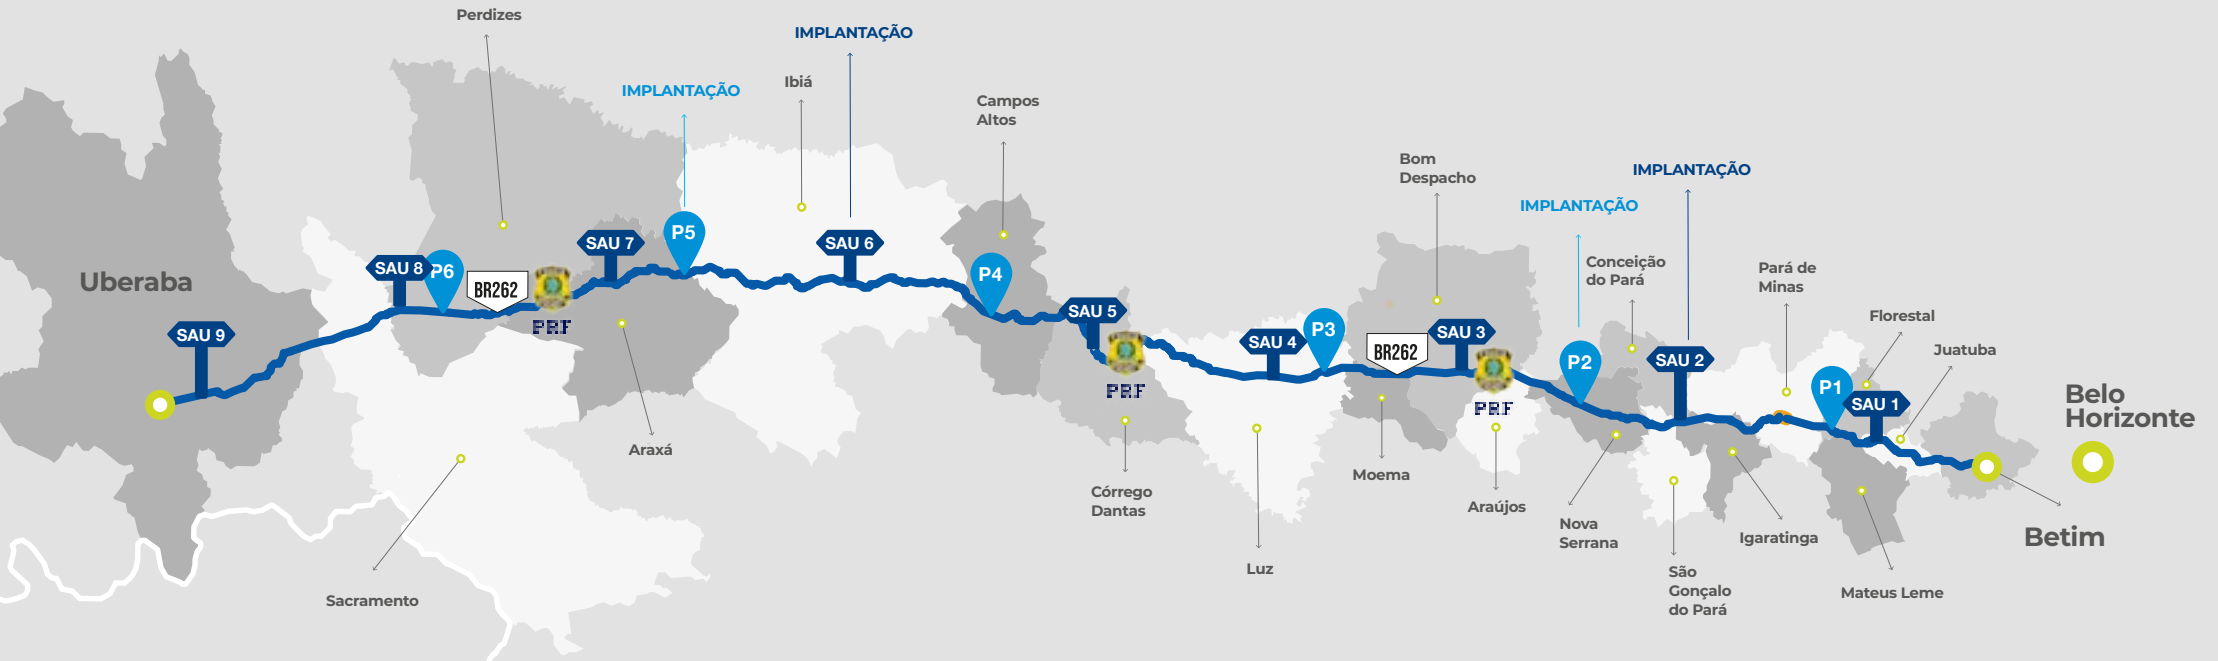 Perdizes
IMPLANTAÇÃO
Ibiá
IMPLANTAÇÃO
Campos
Altos
Bom
Despacho
IMPLANTAÇÃO
IMPLANTAÇÃO
Conceição
do Pará
Pará de
Minas
Florestal
Juatuba
Belo
Horizonte
Betim
Uberaba
SAU 9
SAU 8
P6
BR262
PRF
SAU 7
P5
SAU 6
P4
SAU 5
PRF
SAU 4
P3
BR262
SAU 3
PRF
P2
SAU 2
P1
SAU 1
Sacramento
Araxá
Córrego
Dantas
Luz
Moema
Araújos
Nova
Serrana
São
Gonçalo
do Pará
Igaratinga
Mateus Leme